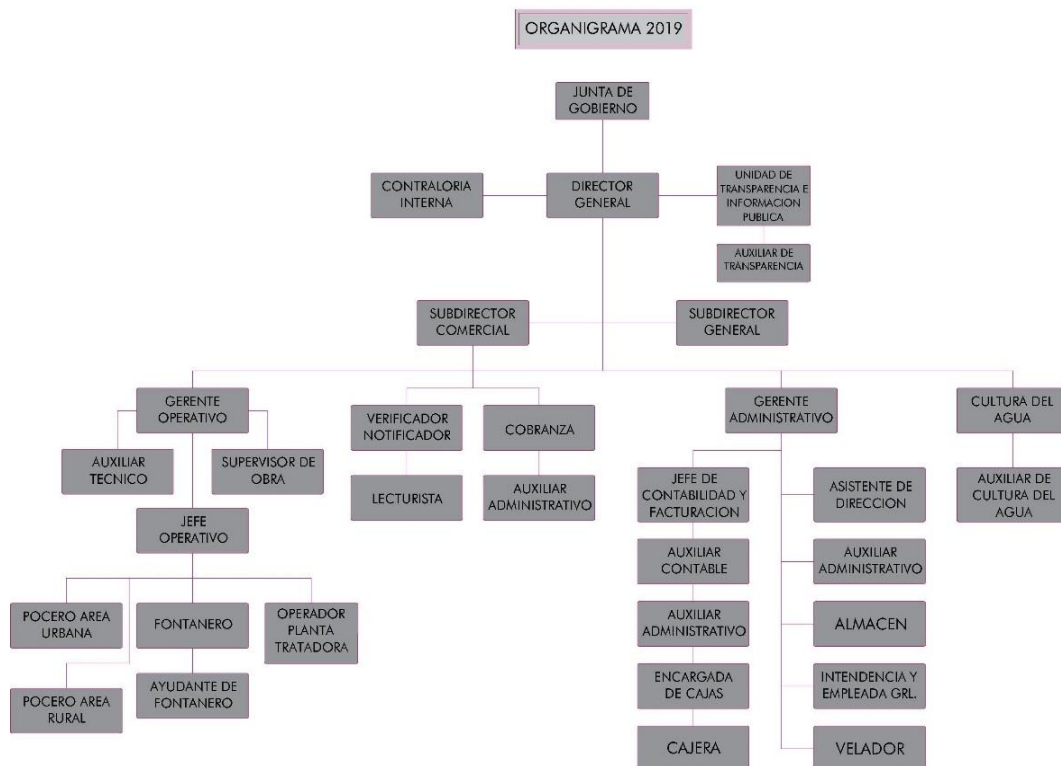 ORGANIGRAMA 2019
JUNTA DE
GOBIERNO
CONTRALORIA
INTERNA
DIRECTOR
GENERAL
UNIDAD DE
TRANSPARENCIA E
INFORMACION
PUBLICA
AUXILIAR DE
TRANSPARENCIA
SUBDIRECTOR
COMERCIAL
SUBDIRECTOR
GENERAL
GERENTE
OPERATIVO
VERIFICADOR
NOTIFICADOR
COBRANZA
GERENTE
ADMINISTRATIVO
CULTURA DEL
AGUA
AUXILIAR
TECNICO
SUPERVISOR DE
OBRA
LECTURISTA
AUXILIAR
ADMINISTRATIVO
JEFE DE
CONTABILIDAD Y
FACTURACION
ASISTENTE DE
DIRECCION
AUXILIAR DE
CULTURA DEL
AGUA
JEFE
OPERATIVO
AUXILIAR
CONTABLE
AUXILIAR
ADMINISTRATIVO
POCERO AREA
URBANA
FONTANERO
OPERADOR
PLANTA
TRATADORA
AUXILIAR
ADMINISTRATIVO
ALMACEN
POCERO AREA
RURAL
AYUDANTE DE
FONTANERO
ENCARGADA
DE CAJAS
INTENDENCIA Y
EMPLEADA GRL.
CAJERA
VELADOR